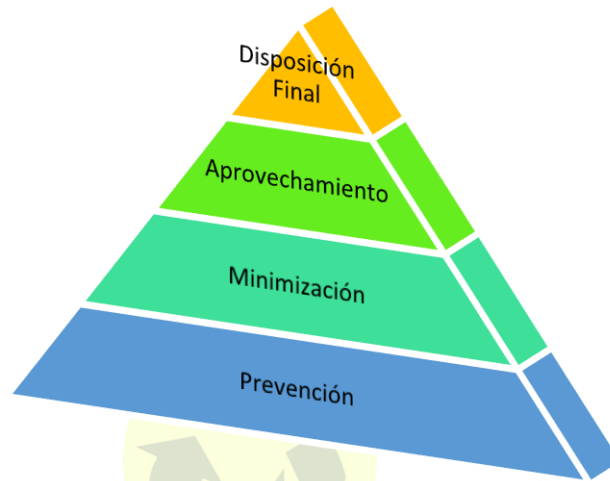 Disposición
Final
Aprovechamiento
Minimización
Prevención